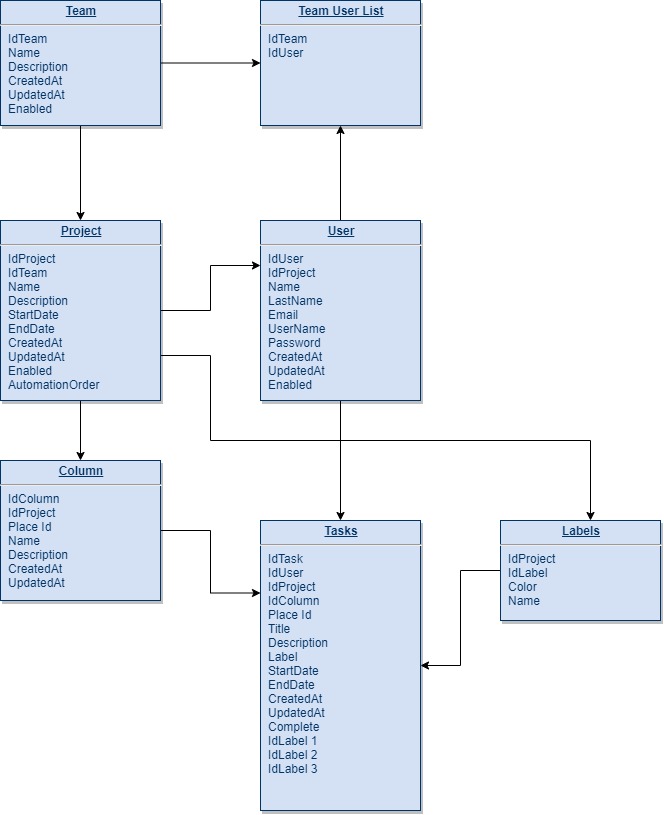 Team
IdTeam
Name
Description
CreatedAt
UpdatedAt
Enabled
Team User List
IdTeam
IdUser
Project
IdProject
IdTeam
Name
Description
StartDate
EndDate
CreatedAt
UpdatedAt
Enabled
AutomationOrder
User
IdUser
IdProject
Name
LastName
Email
UserName
Password
CreatedAt
UpdatedAt
Enabled
Column
IdColumn
IdProject
Place Id
Name
Description
CreatedAt
UpdatedAt
Tasks
IdTask
IdUser
IdProject
IdColumn
Place Id
Title
Description
Label
StartDate
EndDate
CreatedAt
UpdatedAt
Complete
IdLabel 1
IdLabel 2
IdLabel 3
Labels
IdProject
IdLabel
Color
Name